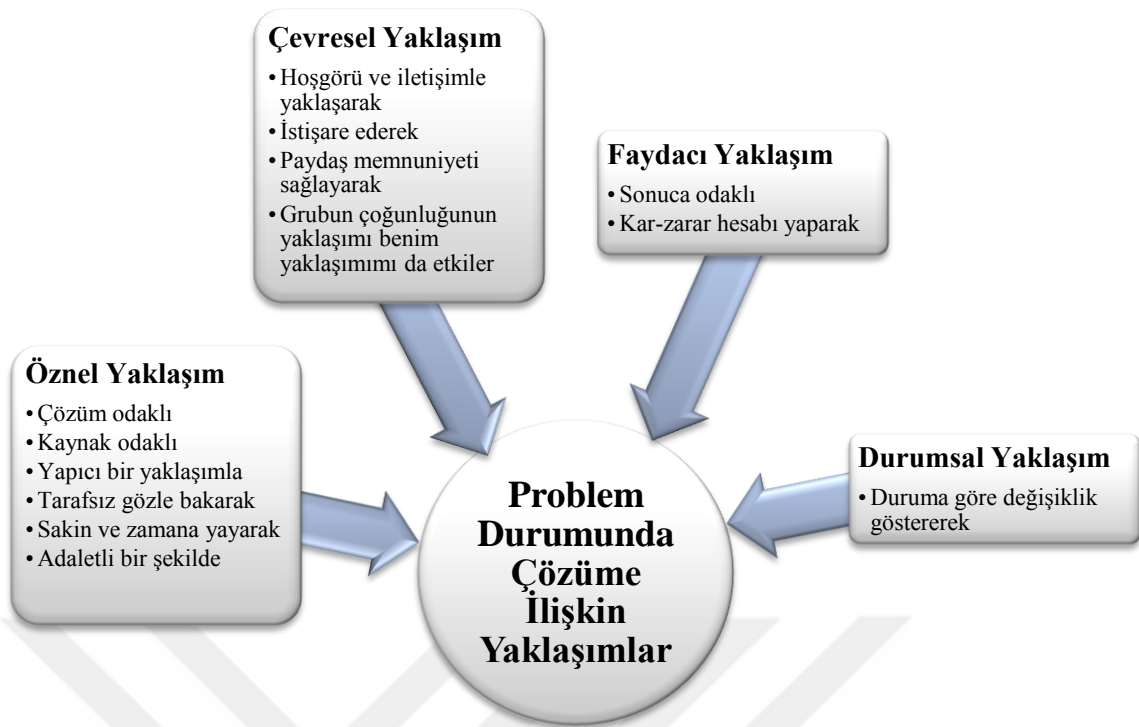 Çevresel Yaklaşım
• Hoşgörü ve iletişimle
yaklaşarak
• İstişare ederek
• Paydaş memnuniyeti
sağlayarak
• Grubun çoğunluğunun
yaklaşımı benim
yaklaşımımı da etkiler
Faydacı Yaklaşım
• Sonuca odaklı
• Kar-zarar hesabı yaparak
Öznel Yaklaşım
• Çözüm odaklı
• Kaynak odaklı
• Yapıcı bir yaklaşımla
• Tarafsız gözle bakarak
• Sakin ve zamana yayarak
• Adaletli bir şekilde
Durumsal Yaklaşım
• Duruma göre değişiklik
göstererek
Problem
Durumunda
Çözüme
İlişkin
Yaklaşımlar